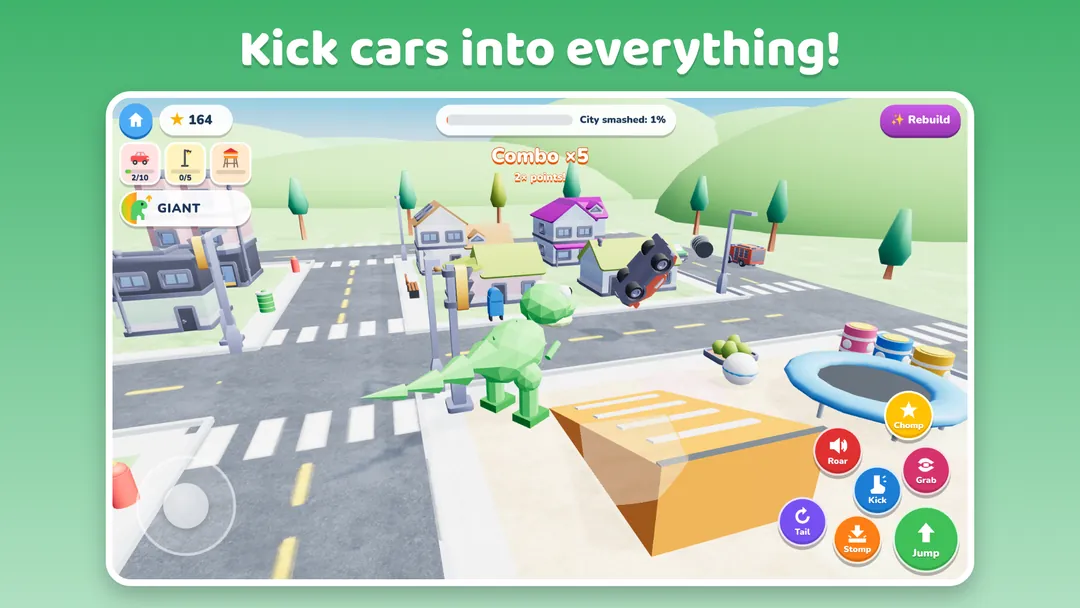 Kick cars into everything!
164
City smashed: 1%
Rebuild
Combo ×5
2× points!
2/10
0/5
GIANT
Chomp
Roar
Grab
Kick
Tail
Stomp
Jump